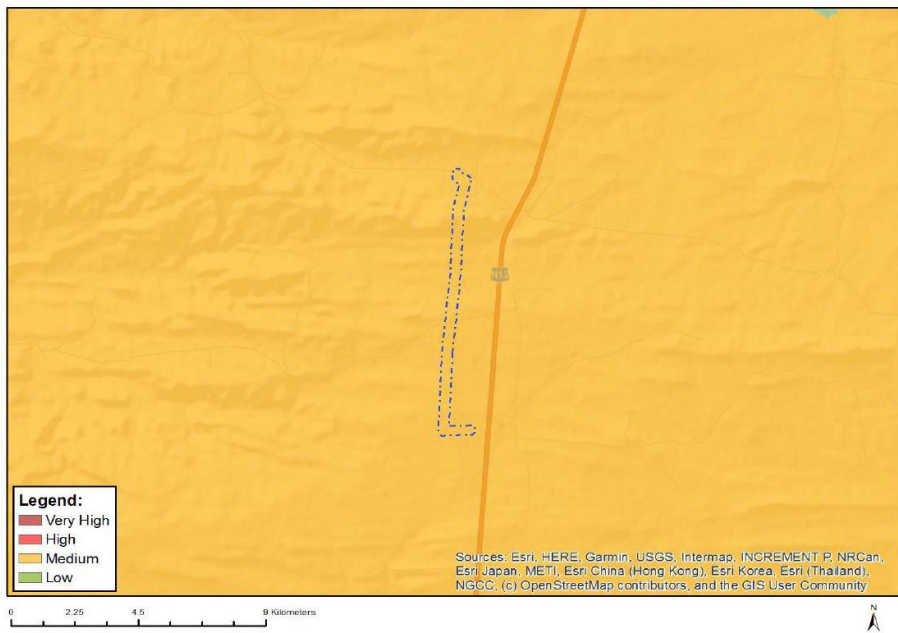 N12
Legend:
Very High
High
Medium
Low
Sources: Esri, HERE, Garmin, USGS, Intermap, INCREMENT P, NRCan,
Esri Japan, METI, Esri China (Hong Kong), Esri Korea, Esri (Thailand),
NGCC, (c) OpenStreetMap contributors, and the GIS User Community
0 2.25 4.5 9 Kilometers
N